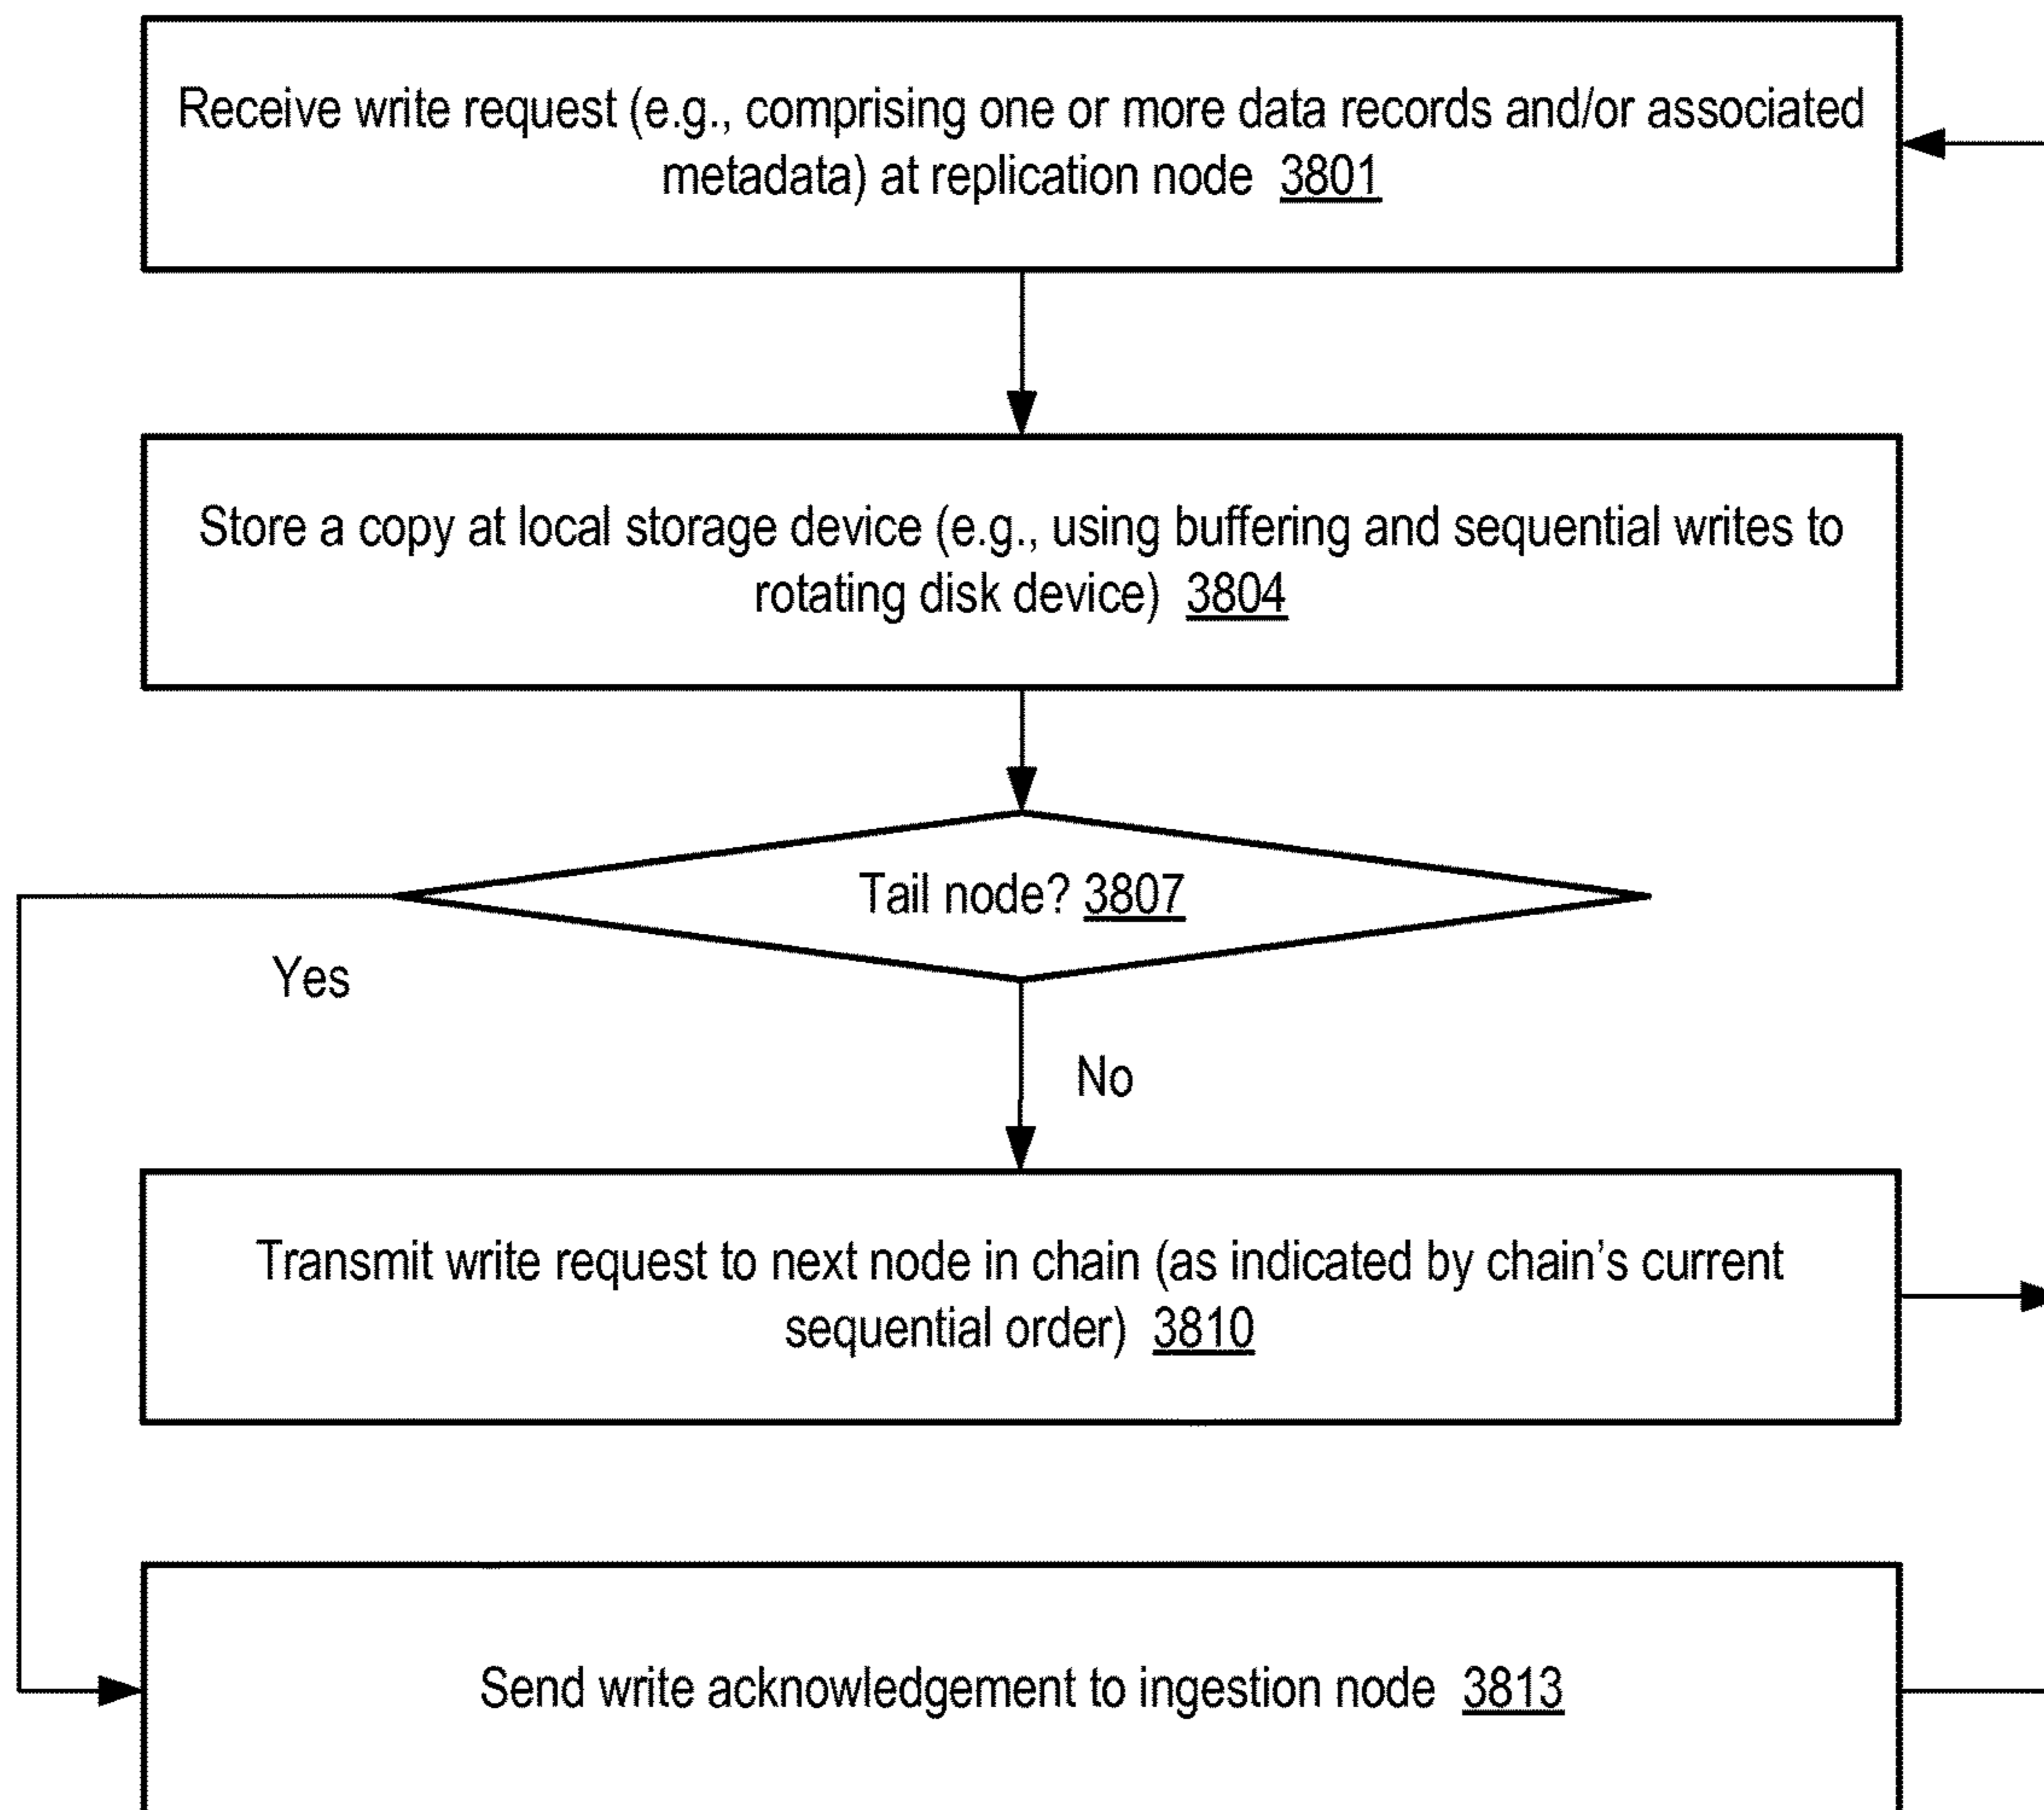 Receive write request (e.g., comprising one or more data records and/or associated
metadata) at replication node 3801
Store a copy at local storage device (e.g., using buffering and sequential writes to
rotating disk device) 3804
Tail node? 3807
Yes
No
Transmit write request to next node in chain (as indicated by chain’s current
sequential order) 3810
Send write acknowledgement to ingestion node 3813